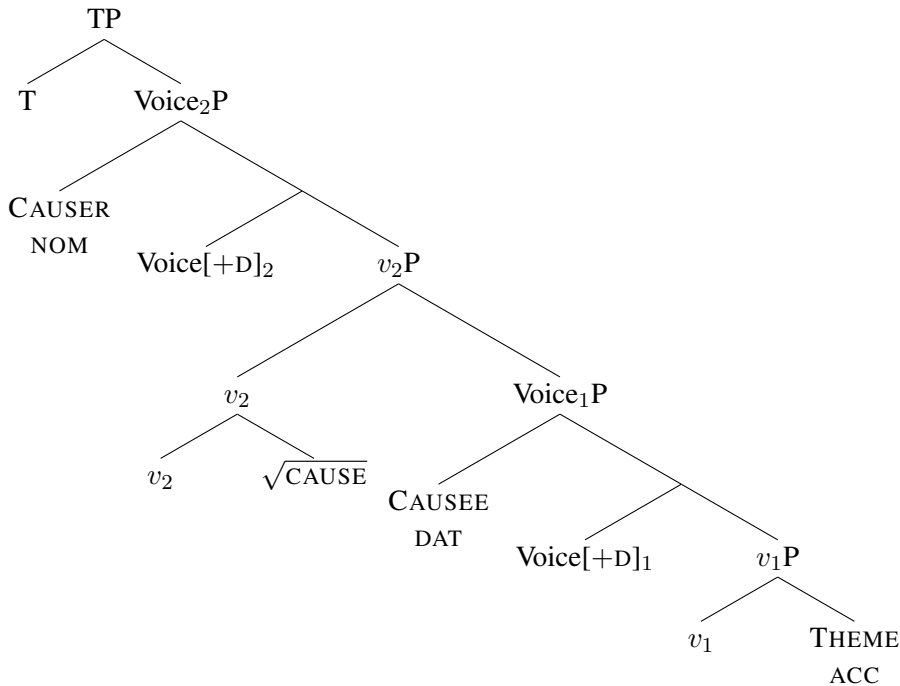 TP
T Voice₂P
CAUSER
NOM
Voice[+D]₂ v₂P
v₂ Voice₁P
v₂ √CAUSE
CAUSEE
DAT
Voice[+D]₁ v₁P
v₁ THEME
ACC